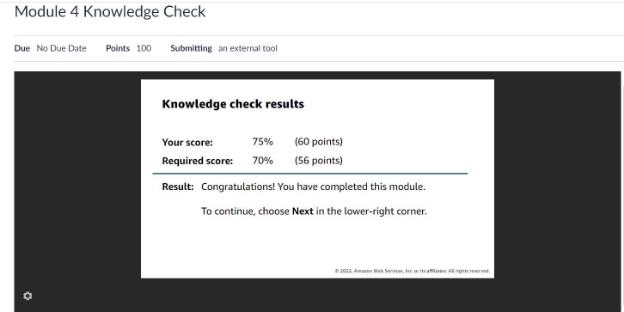 Module 4 Knowledge Check
Due No Due Date Points 100 Submitting an external tool
Knowledge check results
Your score: 75% (60 points)
Required score: 70% (56 points)
Result: Congratulations! You have completed this module.
To continue, choose Next in the lower-right corner.
© 2022, Amazon Web Services, Inc. or its affiliates. All rights reserved.